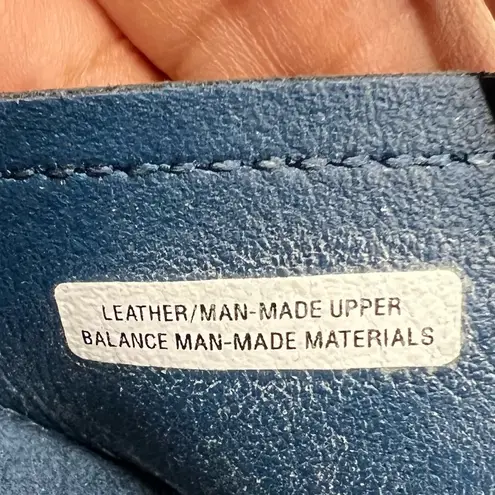 LEATHER/MAN-MADE UPPER
BALANCE MAN-MADE MATERIALS